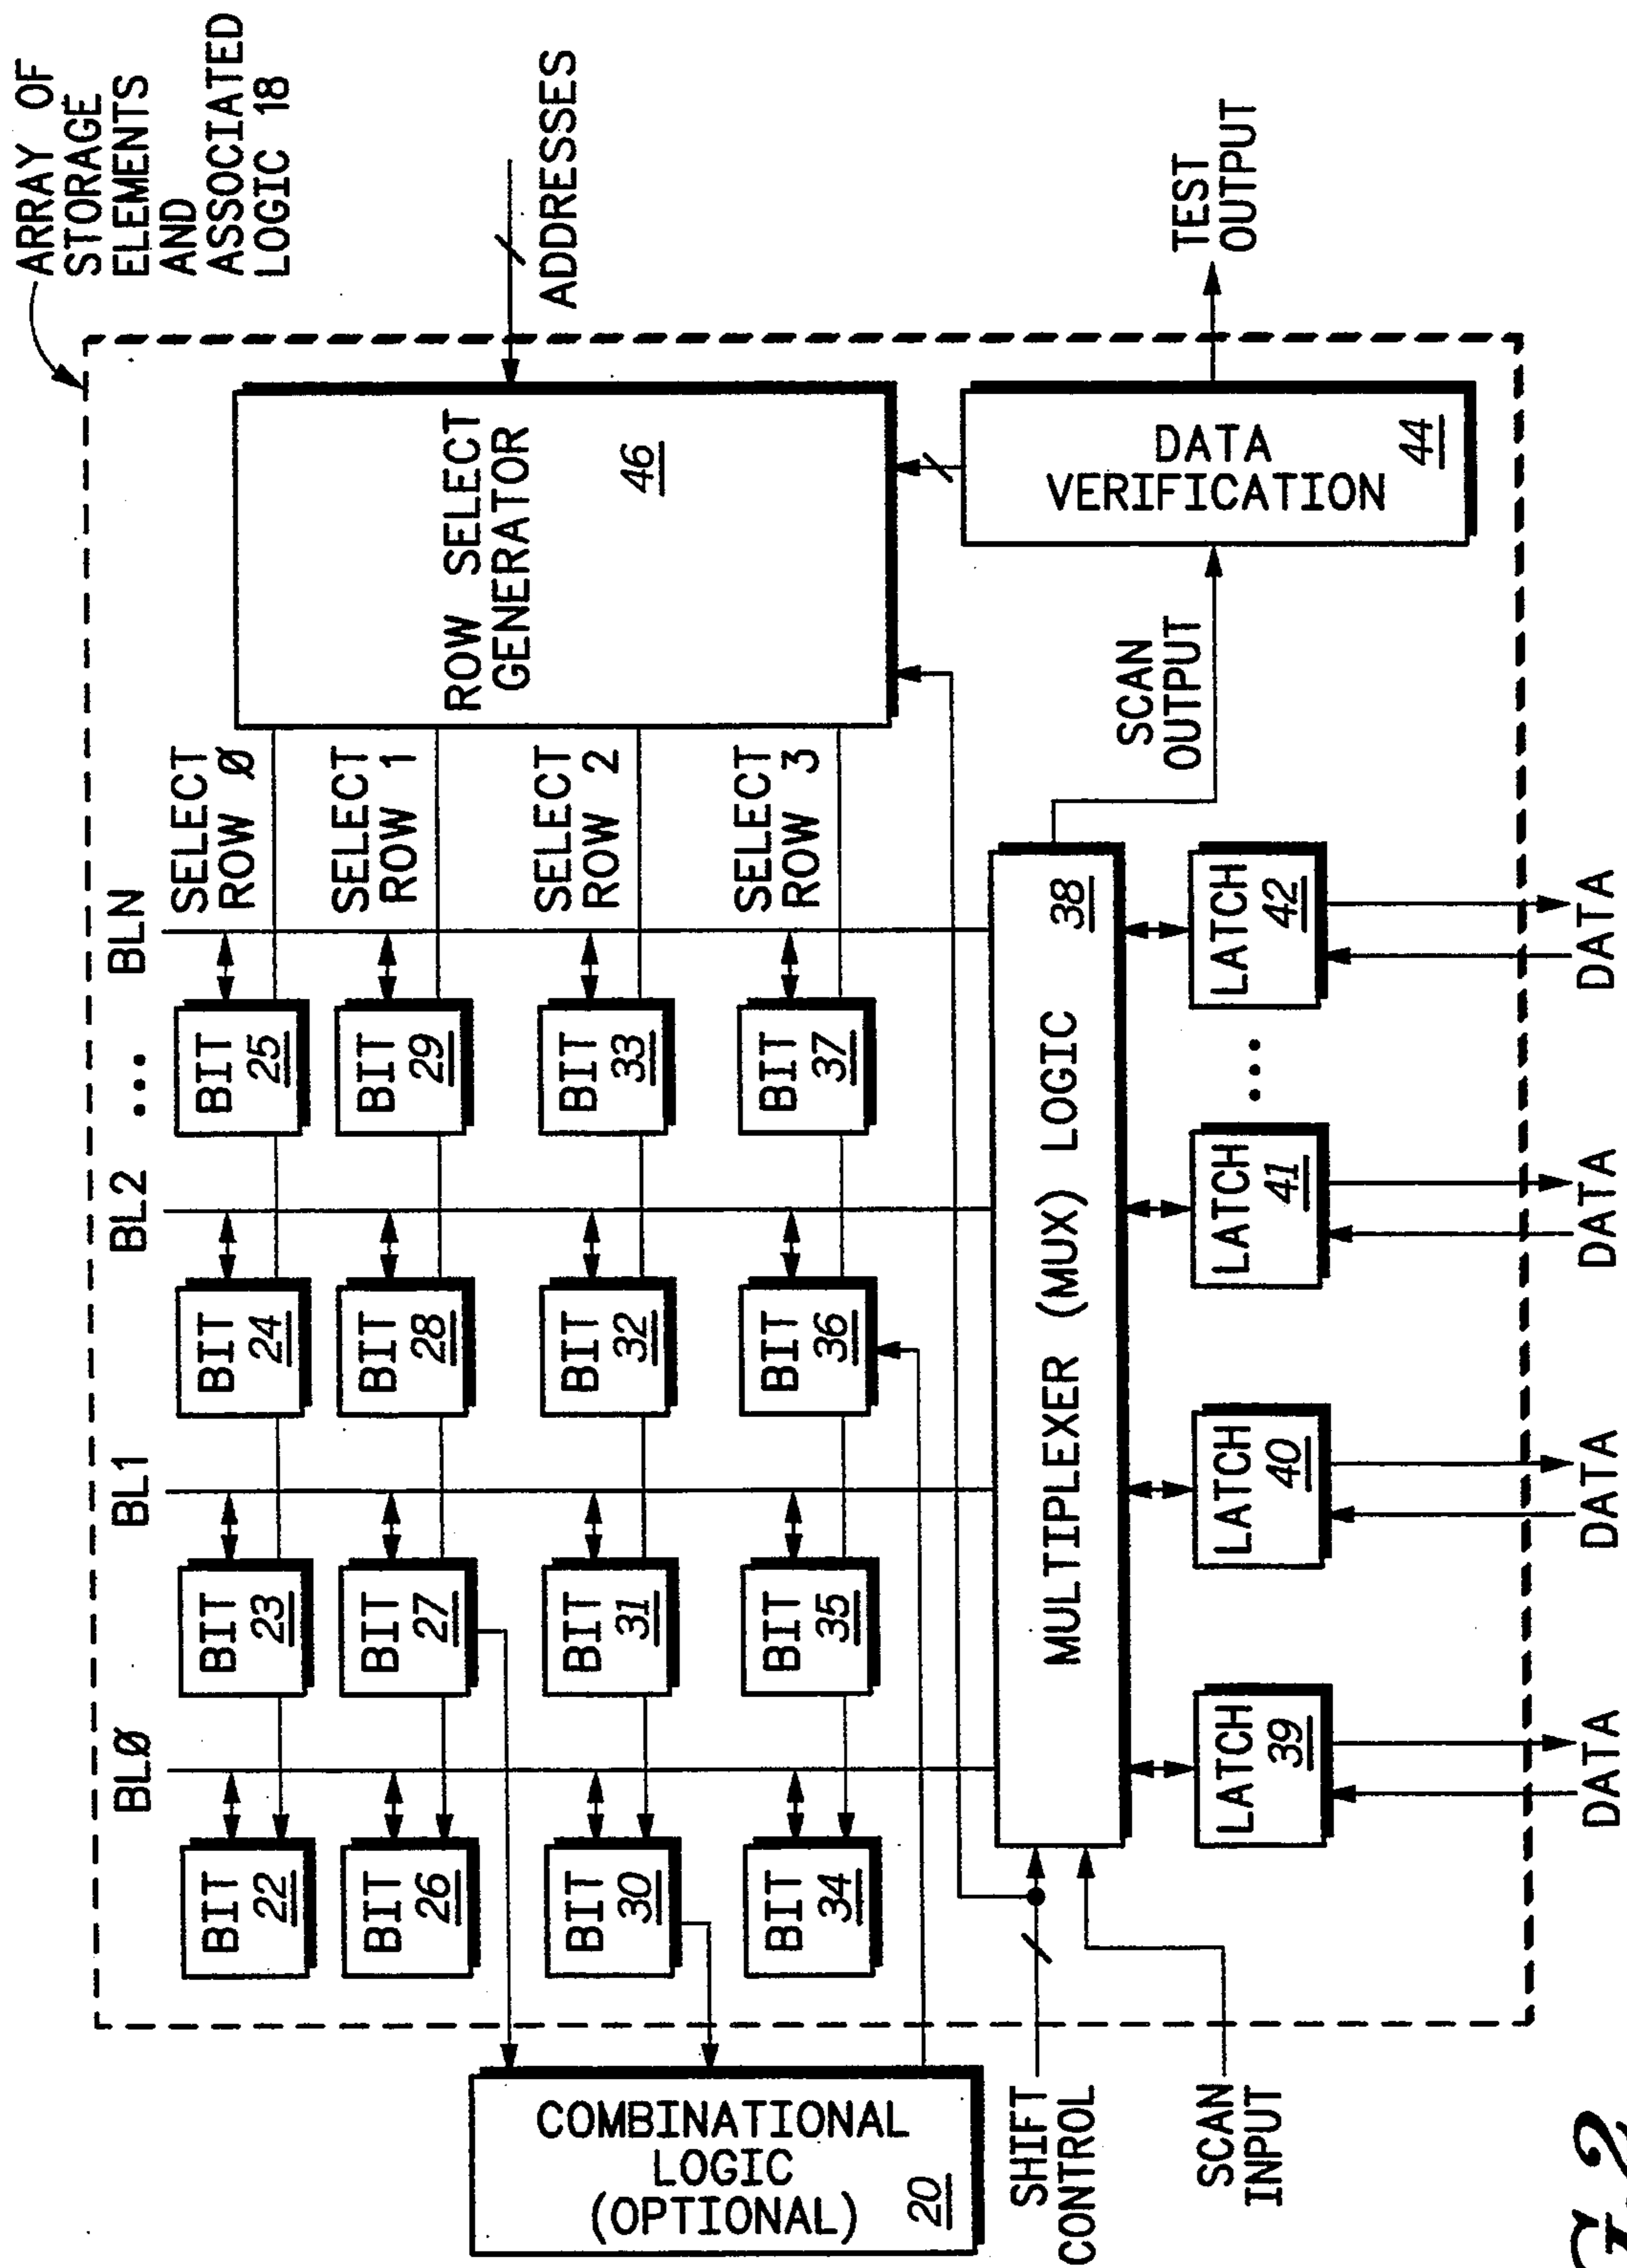 ARRAY OF
STORAGE
ELEMENTS
AND
ASSOCIATED
LOGIC 18
BLØ
BL1
BL2
...
BLN
SELECT
ROW Ø
BIT
22
BIT
23
BIT
24
BIT
25
SELECT
ROW 1
BIT
26
BIT
27
BIT
28
BIT
29
SELECT
ROW 2
BIT
30
BIT
31
BIT
32
BIT
33
SELECT
ROW 3
BIT
34
BIT
35
BIT
36
BIT
37
ROW SELECT
GENERATOR
46
ADDRESSES
COMBINATIONAL
LOGIC
(OPTIONAL)
20
SHIFT
CONTROL
SCAN
INPUT
MULTIPLEXER (MUX) LOGIC
38
SCAN
OUTPUT
DATA
VERIFICATION
44
TEST
OUTPUT
LATCH
39
LATCH
40
LATCH
41
...
LATCH
42
DATA
DATA
DATA
DATA